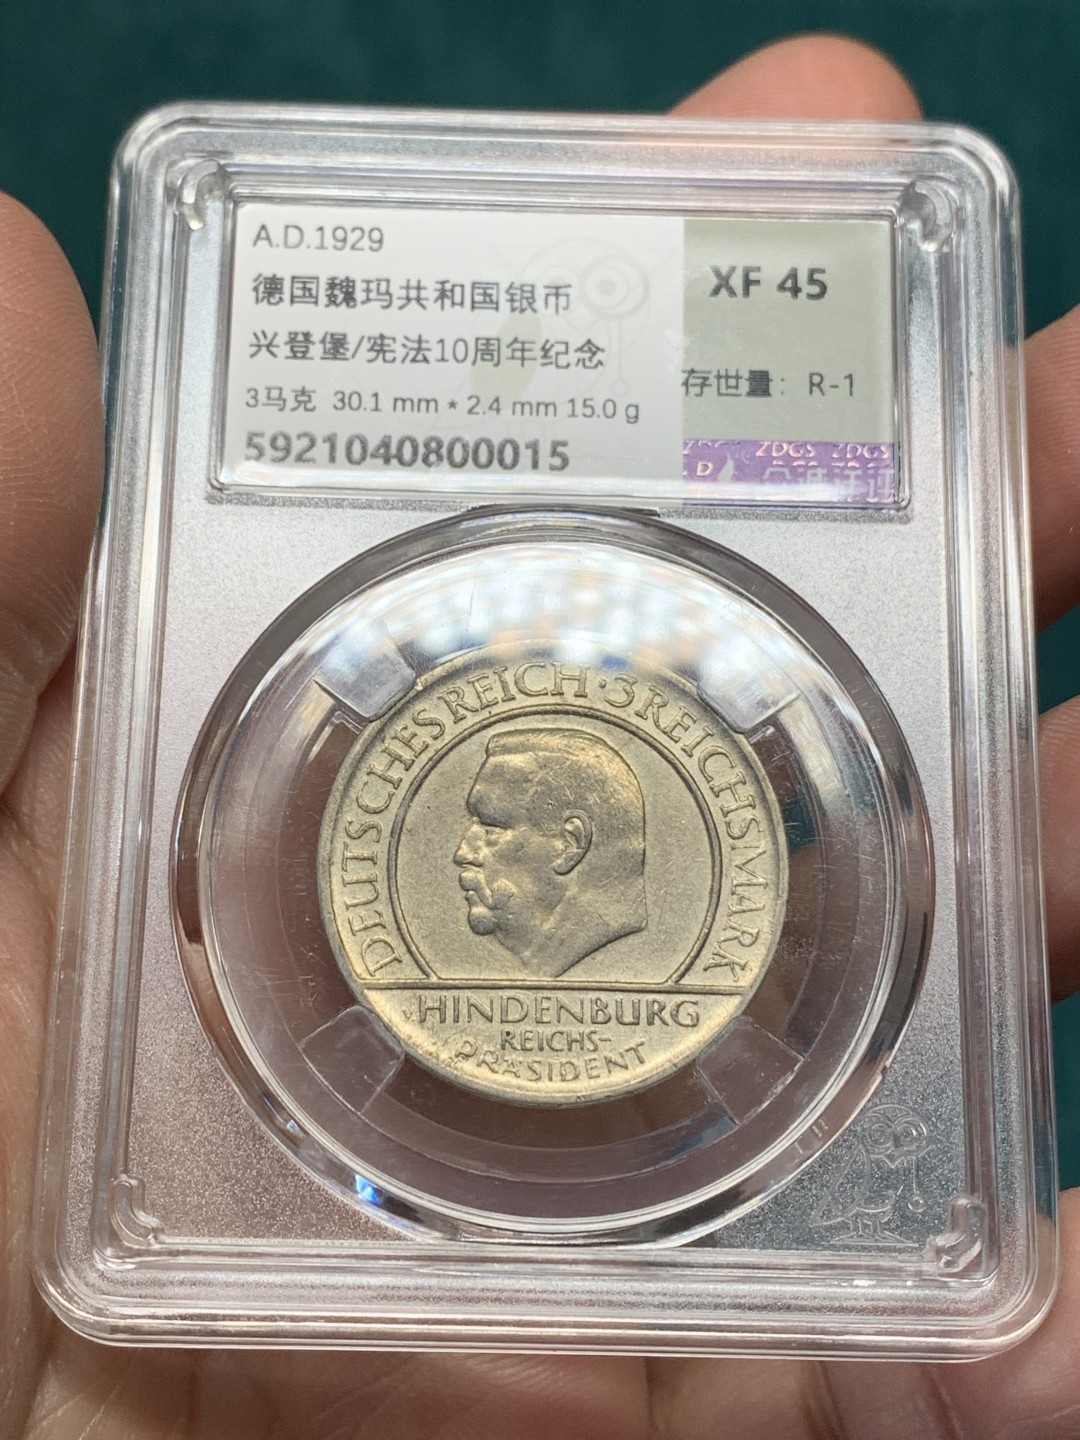 A.D.1929
德国魏玛共和国银币
兴登堡/宪法10周年纪念
3马克 30.1 mm * 2.4 mm 15.0 g
5921040800015
XF 45
存世量: R-1
ZDGS ZDGS
DEUTSCHES REICH · 3 REICHSMARK
v. HINDENBURG
REICHS-
PRÄSIDENT